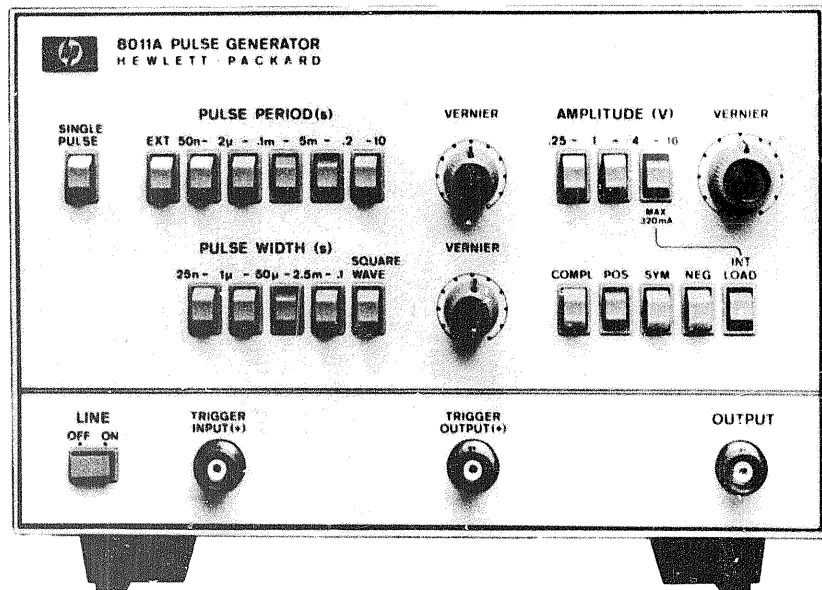 hp
8011A PULSE GENERATOR
HEWLETT · PACKARD
SINGLE
PULSE
PULSE PERIOD(s)
EXT 50n - 2µ - .1m - 5m - .2 - 10
VERNIER
AMPLITUDE (V)
.25 - 1 - 4 - 16
VERNIER
MAX
320mA
PULSE WIDTH (s)
25n - 1µ - 50µ - 2.5m - .1
SQUARE
WAVE
VERNIER
COMPL POS SYM NEG
INT
LOAD
LINE
OFF ON
TRIGGER
INPUT(+)
TRIGGER
OUTPUT(+)
OUTPUT